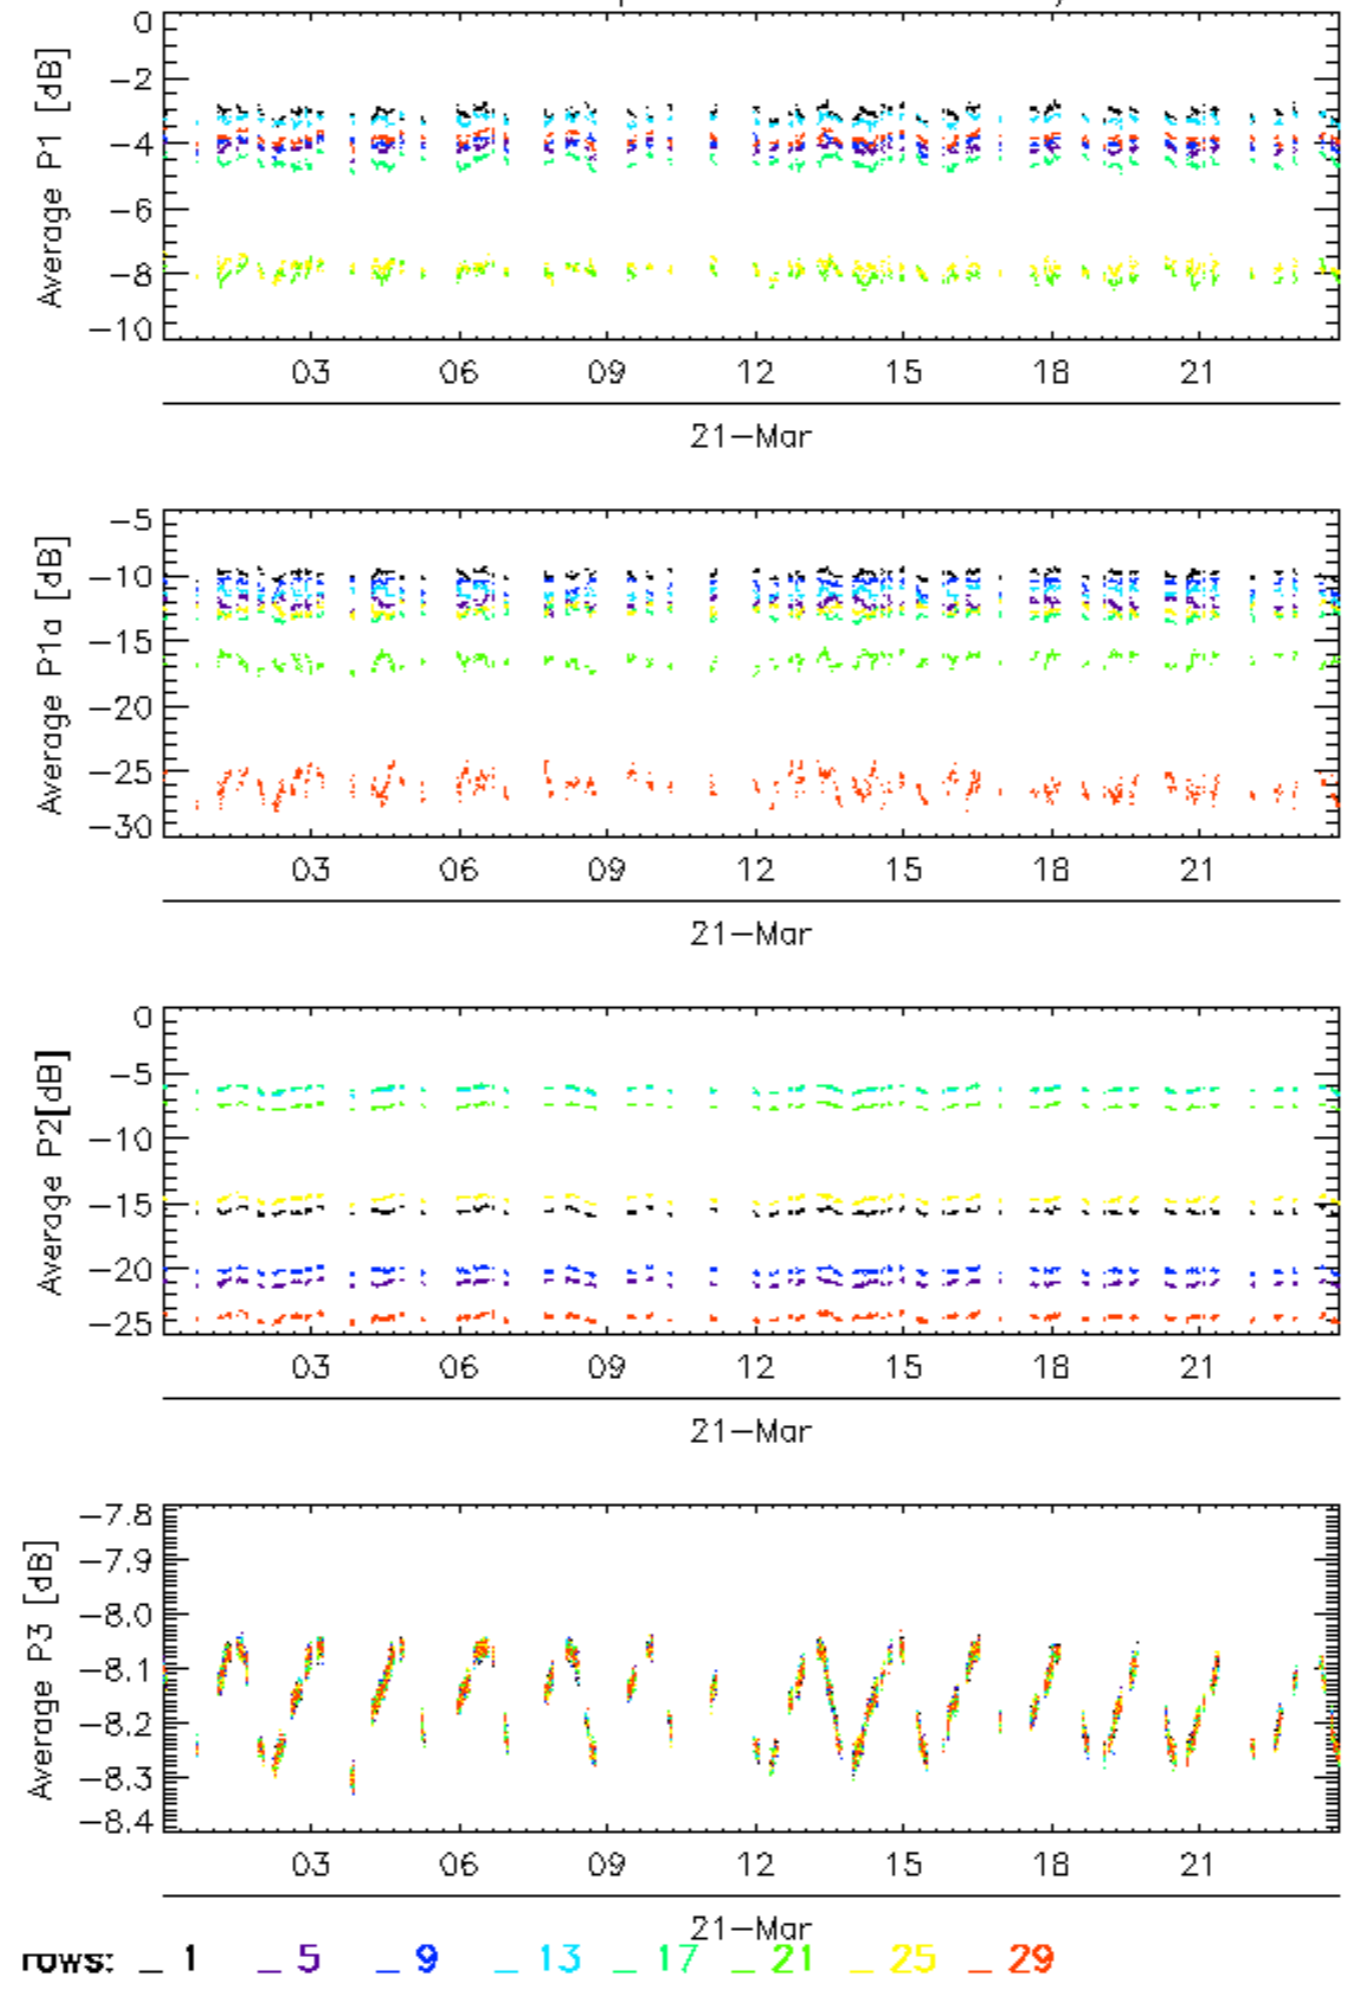 0
−2
−4
−6
−8
−10
Average P1 [dB]
03 06 09 12 15 18 21
21−Mar
−5
−10
−15
−20
−25
−30
Average P1a [dB]
03 06 09 12 15 18 21
21−Mar
0
−5
−10
−15
−20
−25
Average P2[dB]
03 06 09 12 15 18 21
21−Mar
−7.8
−7.9
−8.0
−8.1
−8.2
−8.3
−8.4
Average P3 [dB]
03 06 09 12 15 18 21
21−Mar
rows: _ 1 _ 5 _ 9 _ 13 _ 17 _ 21 _ 25 _ 29